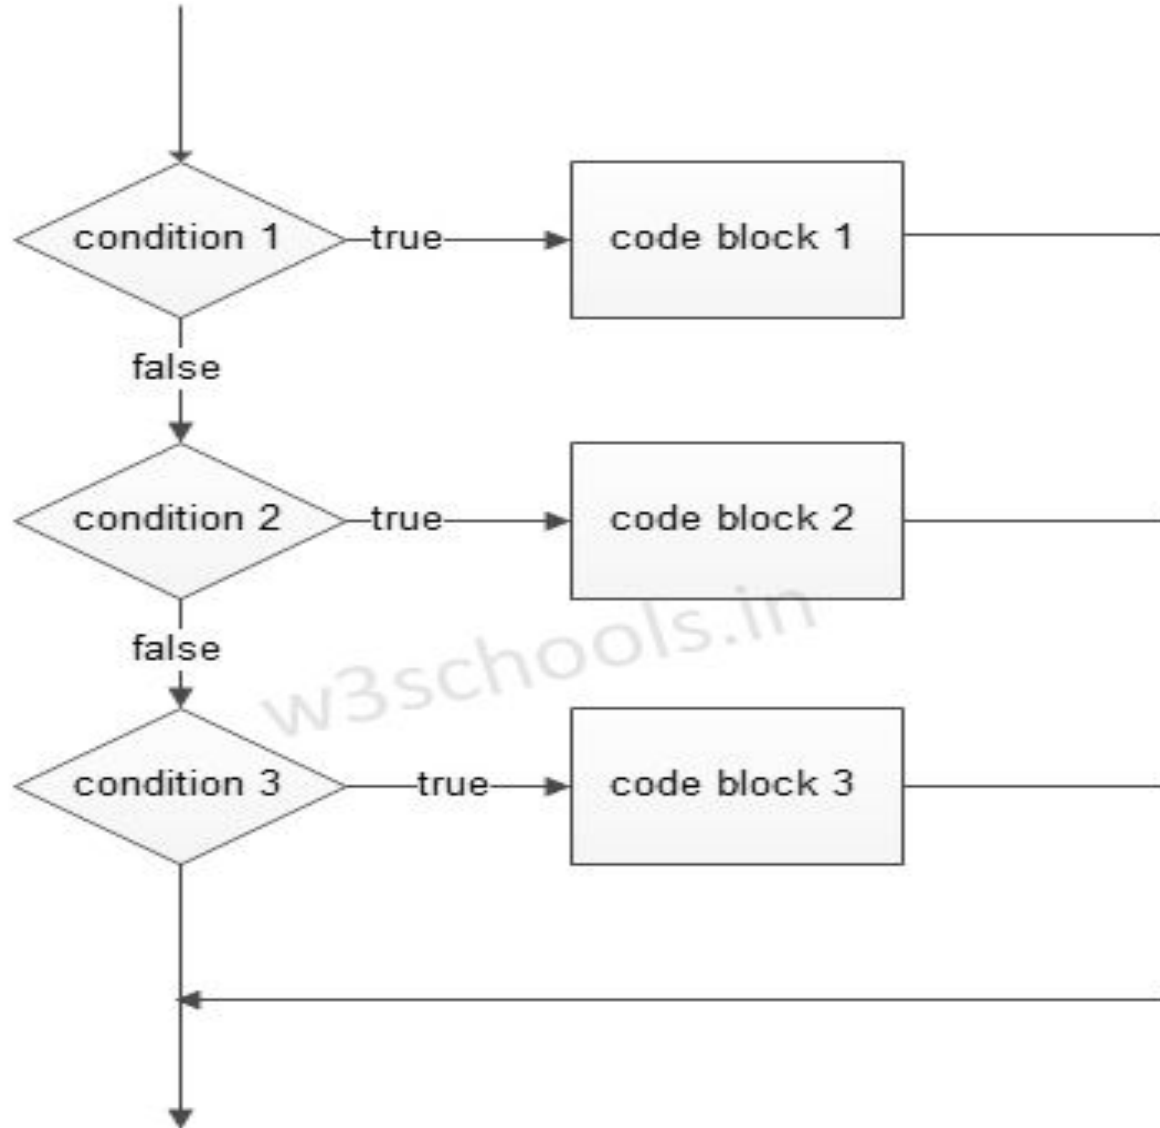 condition 1
true
code block 1
false
condition 2
true
code block 2
false
w3schools.in
condition 3
true
code block 3